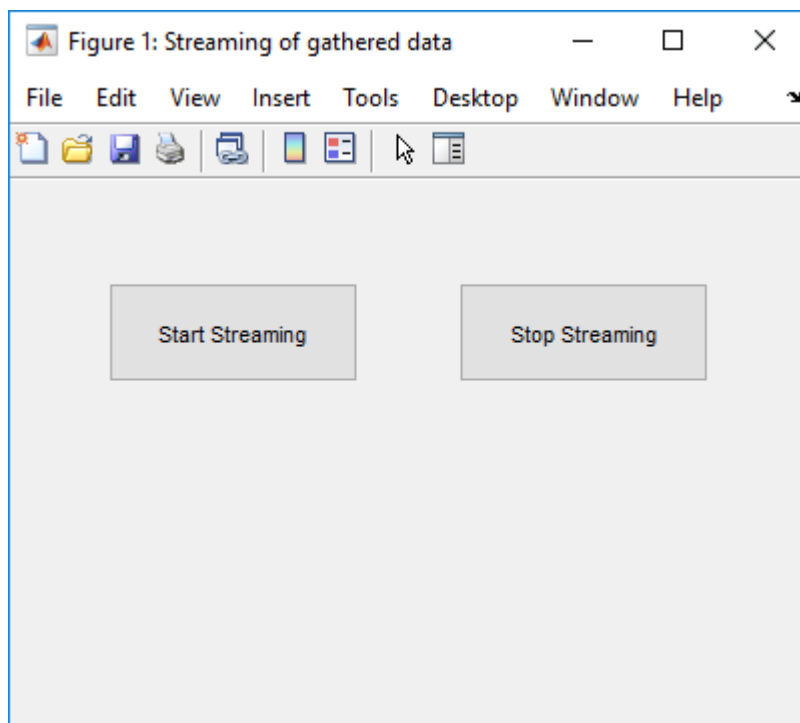 Figure 1: Streaming of gathered data
File Edit View Insert Tools Desktop Window Help
Start Streaming Stop Streaming